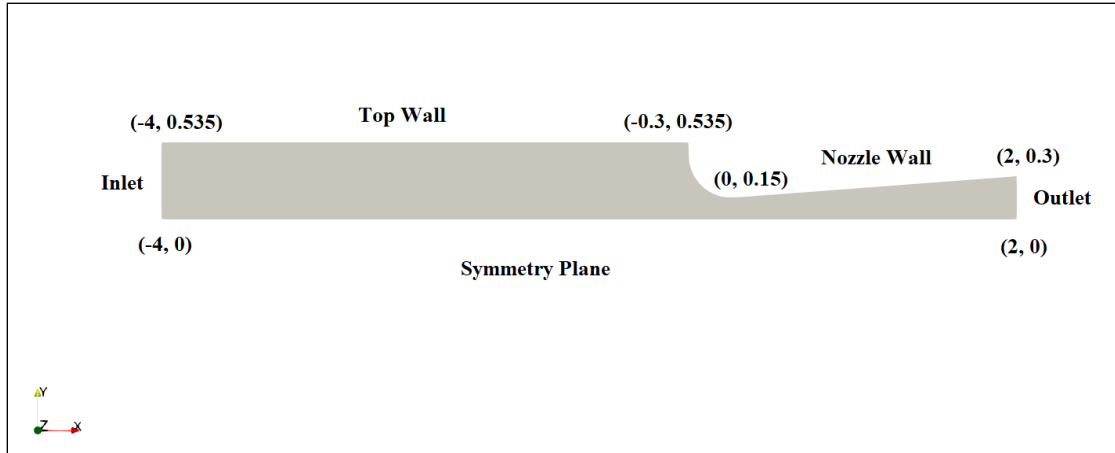 Top Wall
(-4, 0.535)
(-0.3, 0.535)
Nozzle Wall
(2, 0.3)
Inlet
(0, 0.15)
Outlet
(-4, 0)
(2, 0)
Symmetry Plane
Y
Z
X